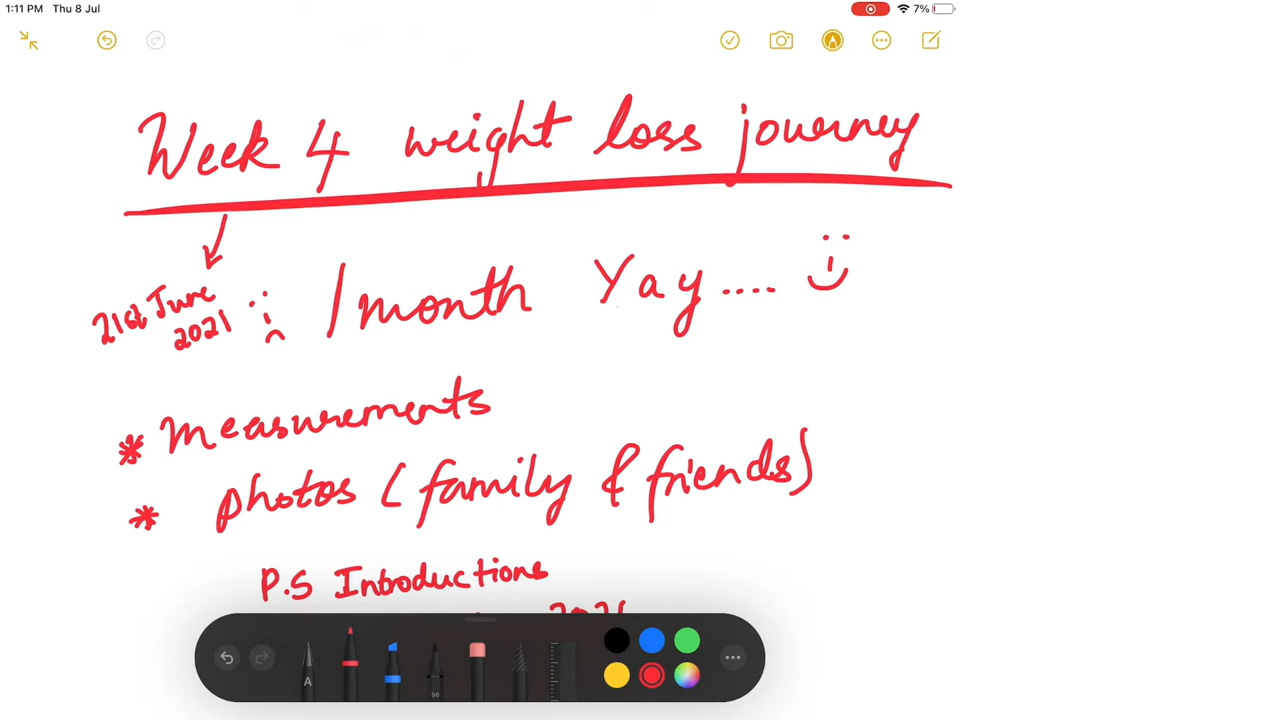 1:11 PM Thu 8 Jul 7%
Week 4 weight loss journey
21st June
2021
1 month Yay....
* Measurements
* photos (family & friends)
P.S Introductions
A
50